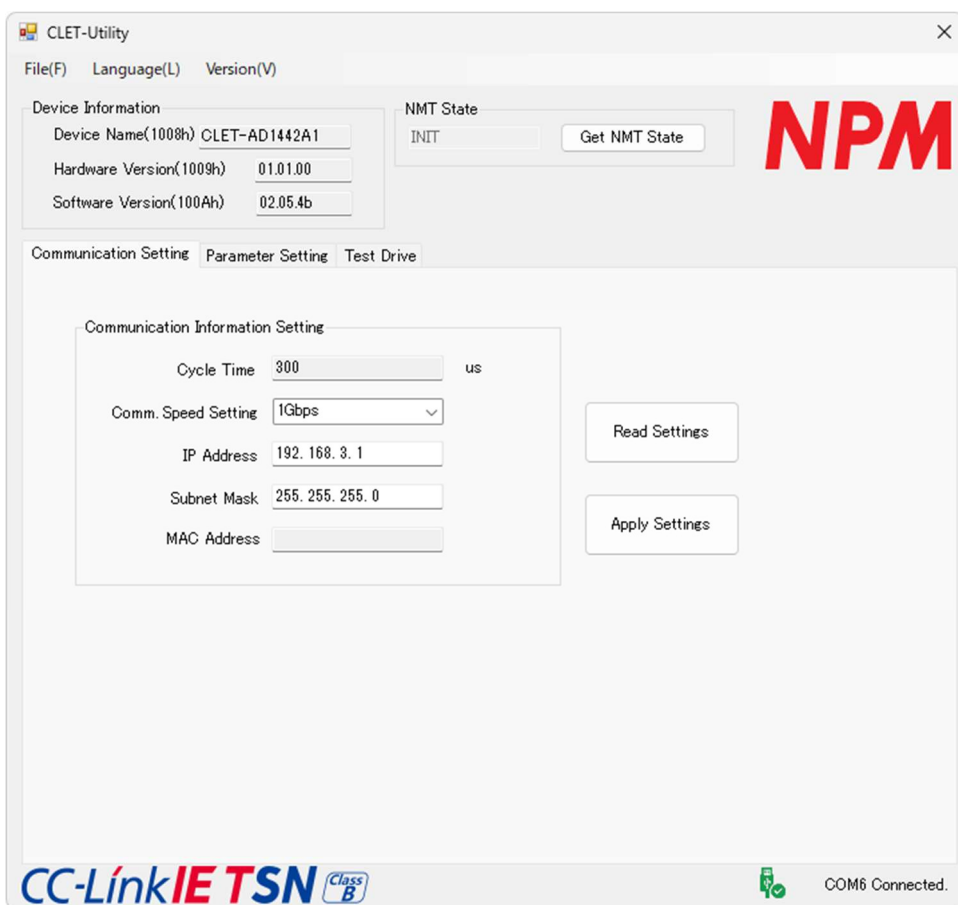 CLET-Utility
File(F) Language(L) Version(V)
Device Information
Device Name(1008h) CLET-AD1442A1
Hardware Version(1009h) 01.01.00
Software Version(100Ah) 02.05.4b
NMT State
INIT Get NMT State
NPM
Communication Setting Parameter Setting Test Drive
Communication Information Setting
Cycle Time 300 us
Comm. Speed Setting 1Gbps
IP Address 192. 168. 3. 1
Subnet Mask 255. 255. 255. 0
MAC Address
Read Settings
Apply Settings
CC-Link IE TSN Class B
COM6 Connected.